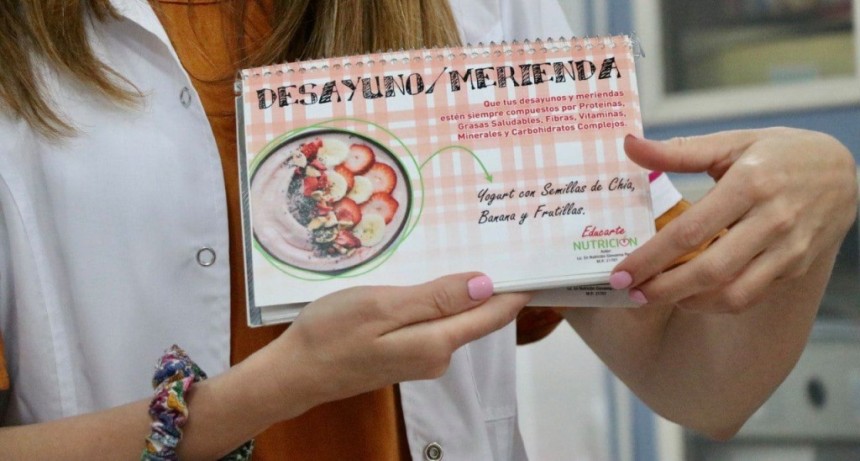 DESAYUNO/MERIENDA
Que tus desayunos y meriendas
estén siempre compuestos por Proteínas,
Grasas Saludables, Fibras, Vitaminas,
Minerales y Carbohidratos Complejos.
Yogurt con Semillas de Chía,
Banana y Frutillas.
Educarte
NUTRICIÓN